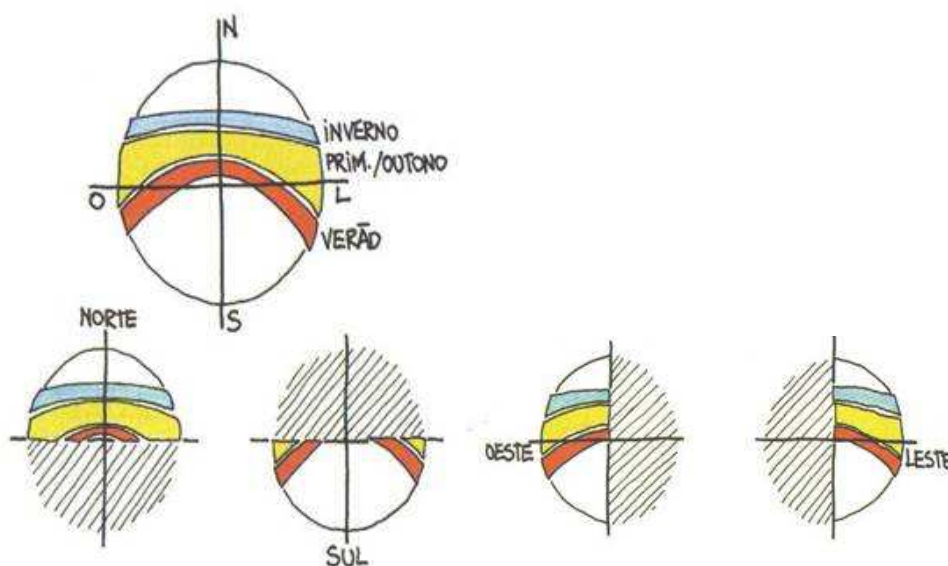 N
INVERNO
PRIM./OUTONO
O
L
VERÃO
S
NORTE
SUL
OESTE
LESTE